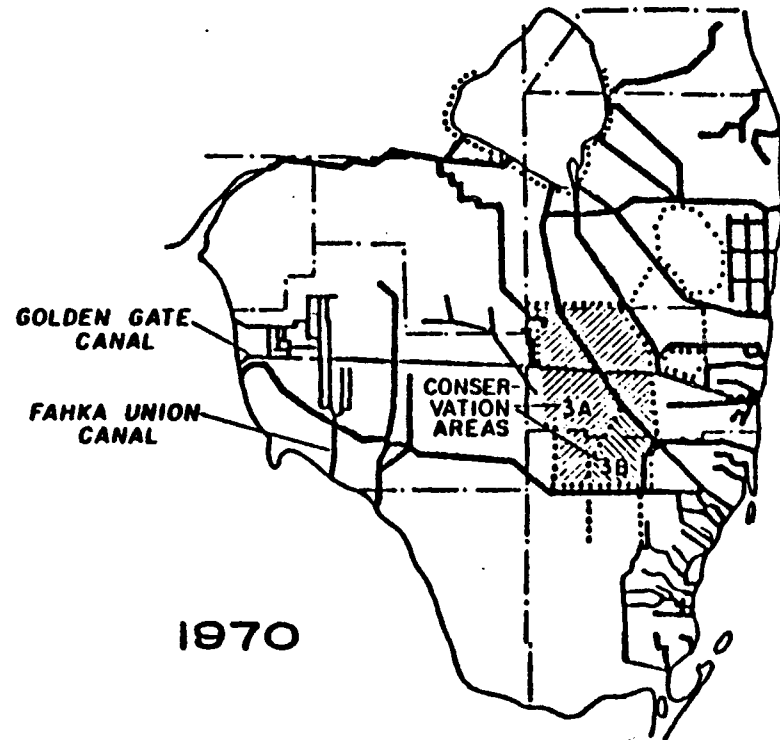 GOLDEN GATE
CANAL
FAHKA UNION
CANAL
CONSER-
VATION
AREAS
3A
3B
1970